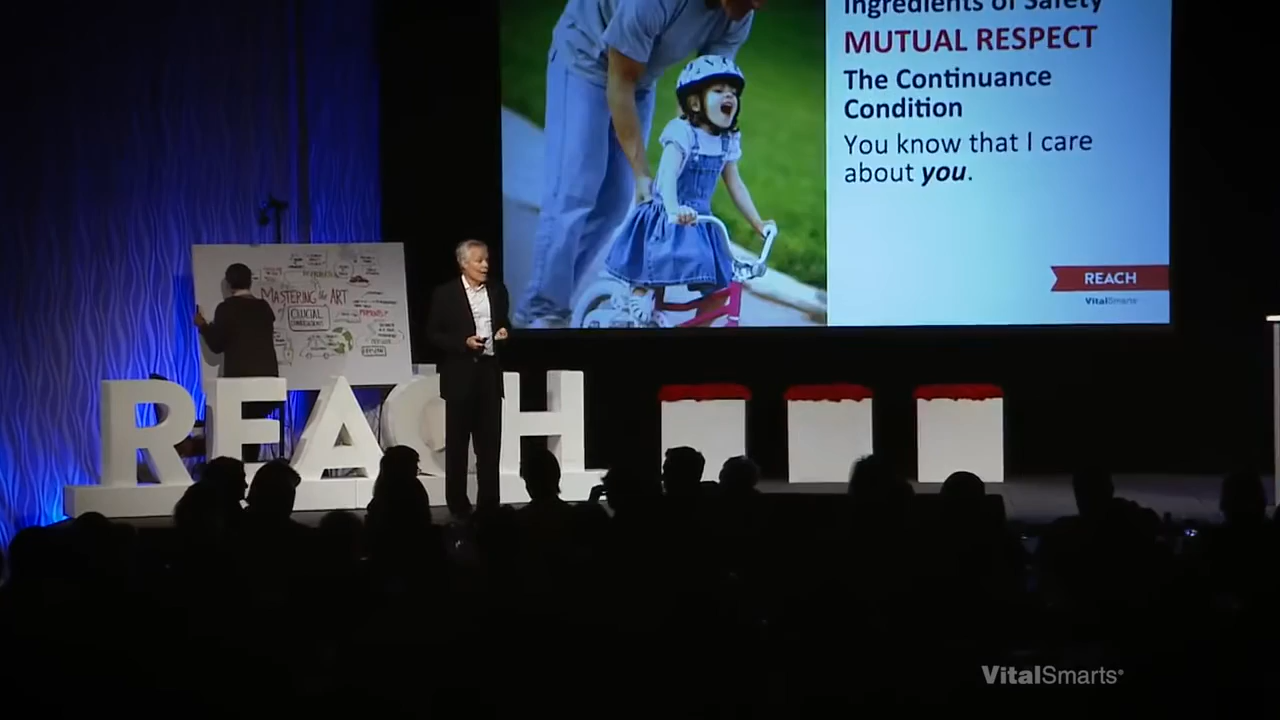 Ingredients of Safety
MUTUAL RESPECT
The Continuance
Condition
You know that I care
about you.
REACH
VitalSmarts
MASTERING the ART
of CRUCIAL
REACH
VitalSmarts